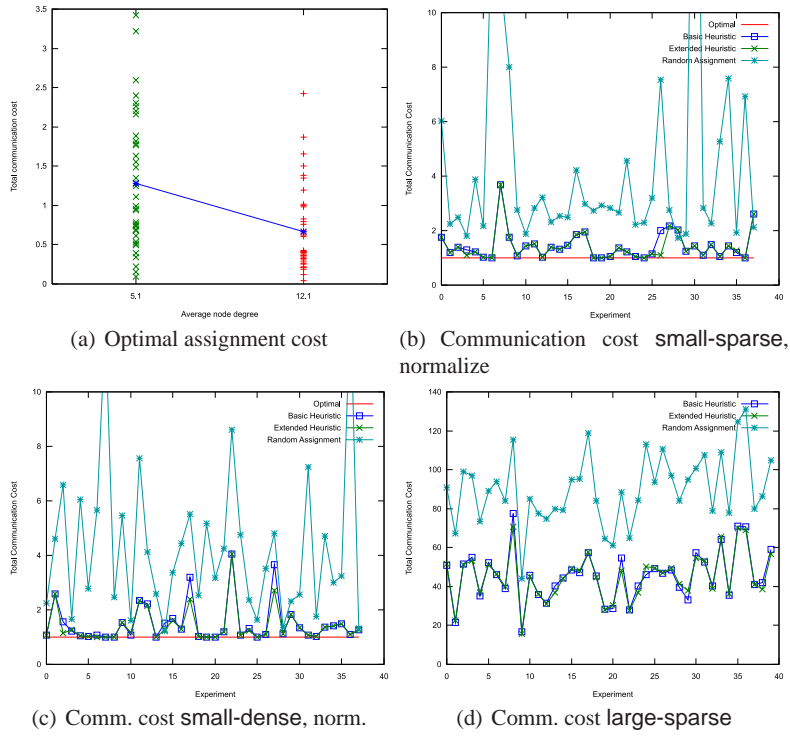 3.5
3
2.5
2
1.5
1
0.5
0
Total communication cost
5.1
12.1
Average node degree
(a) Optimal assignment cost
10
8
6
4
2
0
Total Communication Cost
0 5 10 15 20 25 30 35 40
Experiment
Optimal
Basic Heuristic
Extended Heuristic
Random Assignment
(b) Communication cost small-sparse,
normalize
10
8
6
4
2
0
Total Communication Cost
0 5 10 15 20 25 30 35 40
Experiment
Optimal
Basic Heuristic
Extended Heuristic
Random Assignment
(c) Comm. cost small-dense, norm.
140
120
100
80
60
40
20
0
Total Communication Cost
0 5 10 15 20 25 30 35 40
Experiment
Basic Heuristic
Extended Heuristic
Random Assignment
(d) Comm. cost large-sparse